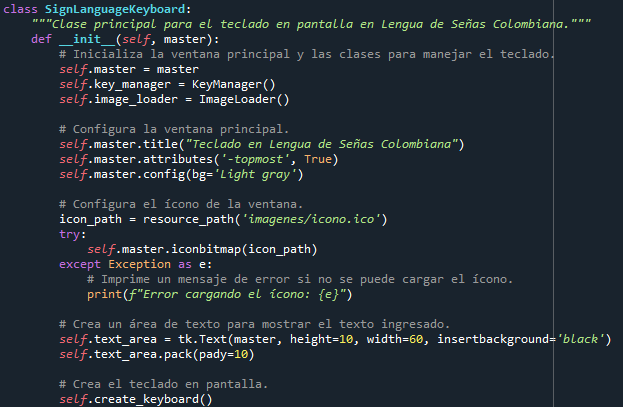 class SignLanguageKeyboard:
    """Clase principal para el teclado en pantalla en Lengua de Señas Colombiana."""
    def __init__(self, master):
        # Inicializa la ventana principal y las clases para manejar el teclado.
        self.master = master
        self.key_manager = KeyManager()
        self.image_loader = ImageLoader()

        # Configura la ventana principal.
        self.master.title("Teclado en Lengua de Señas Colombiana")
        self.master.attributes('-topmost', True)
        self.master.config(bg='Light gray')

        # Configura el ícono de la ventana.
        icon_path = resource_path('imagenes/icono.ico')
        try:
            self.master.iconbitmap(icon_path)
        except Exception as e:
            # Imprime un mensaje de error si no se puede cargar el ícono.
            print(f"Error cargando el ícono: {e}")

        # Crea un área de texto para mostrar el texto ingresado.
        self.text_area = tk.Text(master, height=10, width=60, insertbackground='black')
        self.text_area.pack(pady=10)

        # Crea el teclado en pantalla.
        self.create_keyboard()